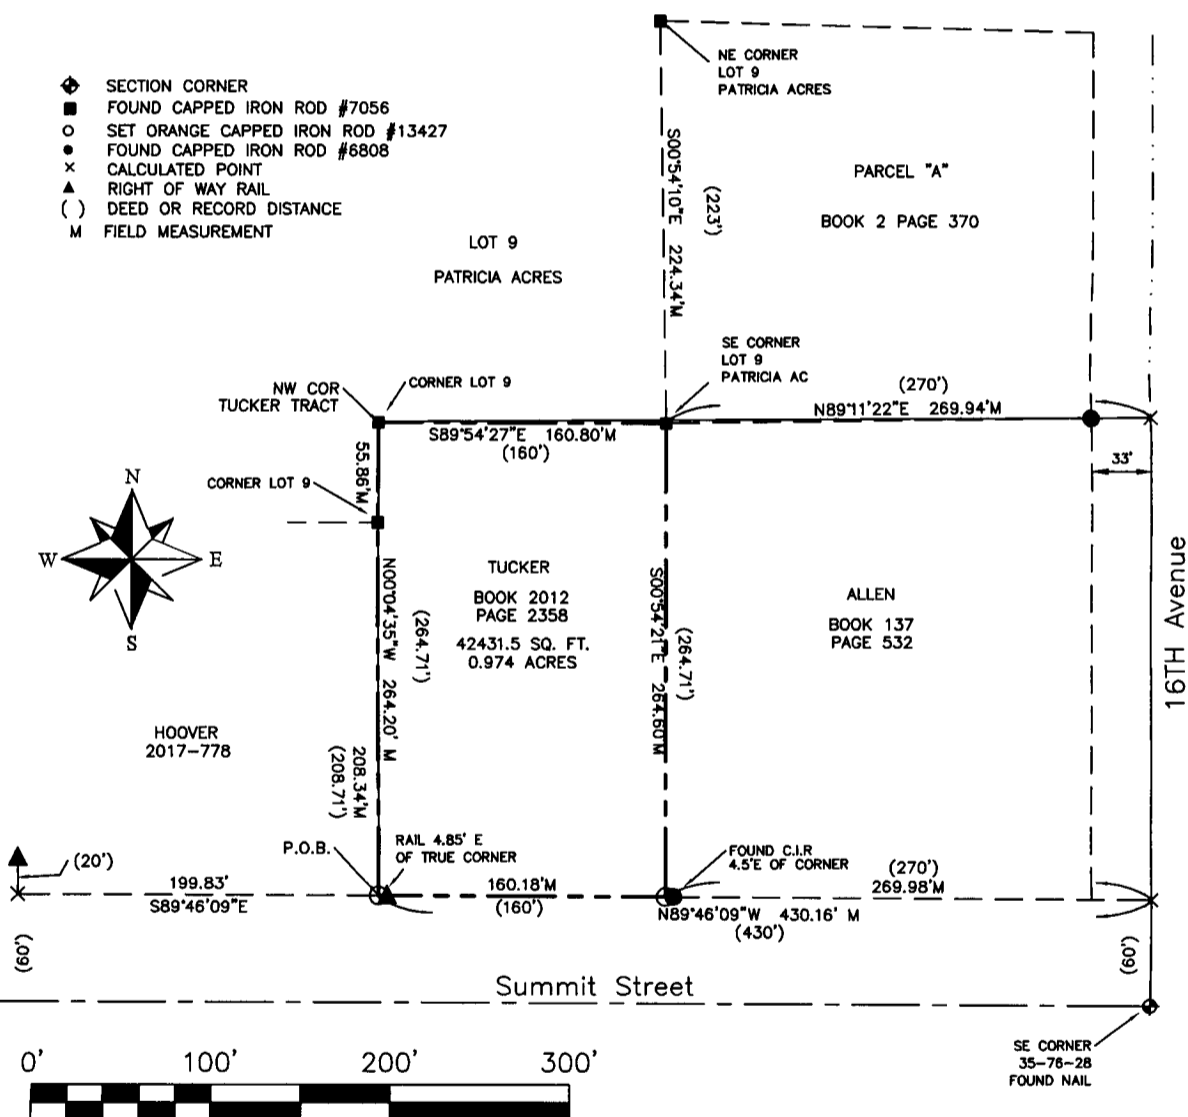 NE CORNER
LOT 9
PATRICIA ACRES
SECTION CORNER
FOUND CAPPED IRON ROD #7056
SET ORANGE CAPPED IRON ROD #13427
FOUND CAPPED IRON ROD #6808
CALCULATED POINT
RIGHT OF WAY RAIL
( ) DEED OR RECORD DISTANCE
M FIELD MEASUREMENT
S00°54'10"E 224.34'M
(223')
PARCEL "A"
BOOK 2 PAGE 370
LOT 9
PATRICIA ACRES
SE CORNER
LOT 9
PATRICIA AC
NW COR
TUCKER TRACT
CORNER LOT 9
(270')
N89°11'22"E 269.94'M
S89°54'27"E 160.80'M
(160')
33'
55.86'M
CORNER LOT 9
N
W
E
S
N00°04'35"W 264.20' M
(264.71')
TUCKER
BOOK 2012
PAGE 2358
42431.5 SQ. FT.
0.974 ACRES
S00°54'21"E 264.60'M
(264.71')
ALLEN
BOOK 137
PAGE 532
16TH Avenue
HOOVER
2017-778
208.34'M
(208.71')
P.O.B.
RAIL 4.85' E
OF TRUE CORNER
FOUND C.I.R
4.5'E OF CORNER
(20')
199.83'
S89°46'09"E
160.18'M
(160')
(270')
269.98'M
N89°46'09"W 430.16' M
(430')
(60')
(60')
Summit Street
SE CORNER
35-76-28
FOUND NAIL
0' 100' 200' 300'